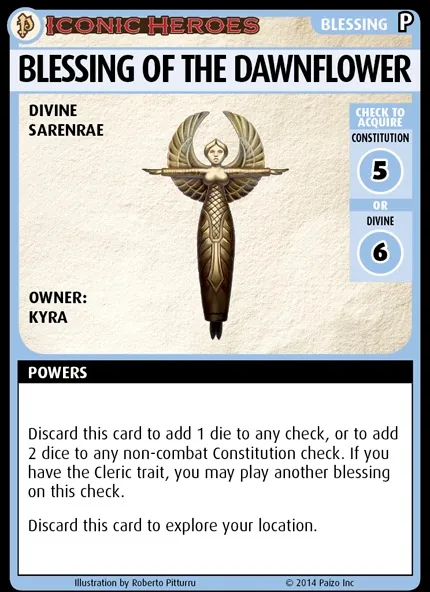 ICONIC HEROES
BLESSING
P
BLESSING OF THE DAWNFLOWER
DIVINE
SARENRAE
CHECK TO
ACQUIRE
CONSTITUTION
5
OR
DIVINE
6
OWNER:
KYRA
POWERS
Discard this card to add 1 die to any check, or to add
2 dice to any non-combat Constitution check. If you
have the Cleric trait, you may play another blessing
on this check.
Discard this card to explore your location.
Illustration by Roberto Pitturru
© 2014 Paizo Inc